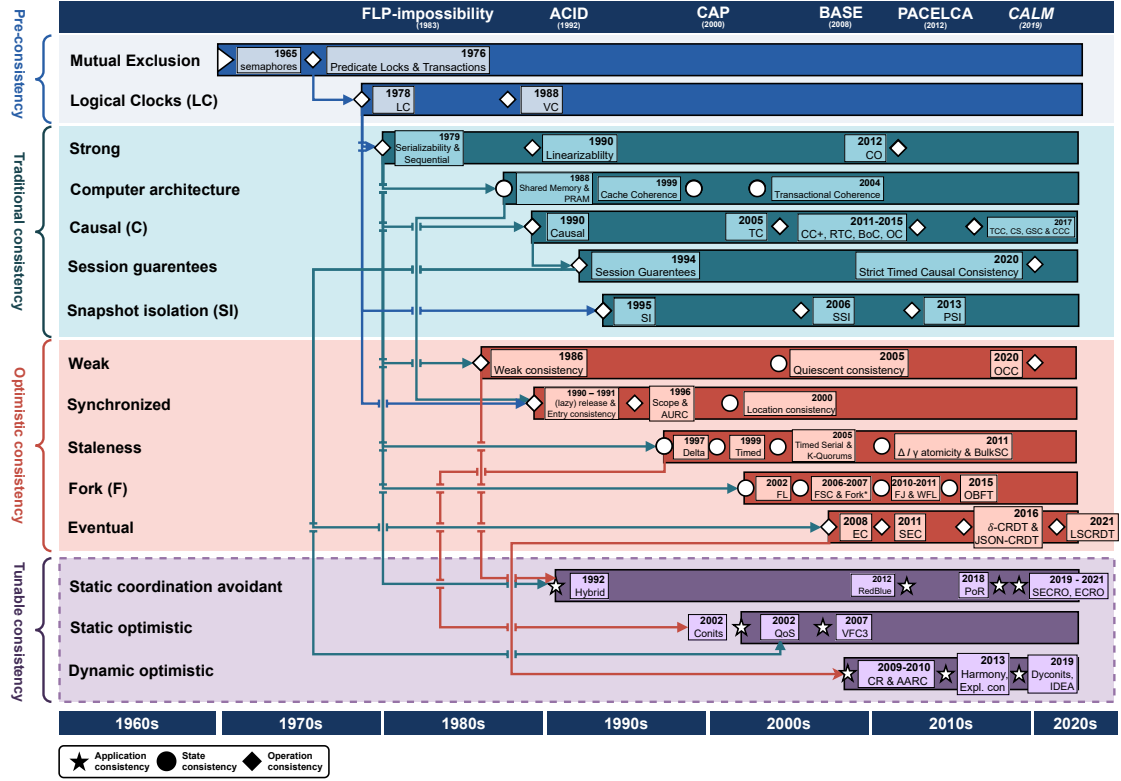 FLP-impossibility
(1983)
ACID
(1992)
CAP
(2000)
BASE
(2008)
PACELCA
(2012)
CALM
(2019)
Pre-consistency
Mutual Exclusion
1965
semaphores
1976
Predicate Locks & Transactions
Logical Clocks (LC)
1978
LC
1988
VC
Traditional consistency
Strong
1979
Serializability &
Sequential
1990
Linearizablilty
2012
CO
Computer architecture
1988
Shared Memory &
PRAM
1999
Cache Coherence
2004
Transactional Coherence
Causal (C)
1990
Causal
2005
TC
2011-2015
CC+, RTC, BoC, OC
2017
TCC, CS, GSC & CCC
Session guarentees
1994
Session Guarentees
2020
Strict Timed Causal Consistency
Snapshot isolation (SI)
1995
SI
2006
SSI
2013
PSI
Optimistic consistency
Weak
1986
Weak consistency
2005
Quiescent consistency
2020
OCC
Synchronized
1990 – 1991
(lazy) release &
Entry consistency
1996
Scope &
AURC
2000
Location consistency
Staleness
1997
Delta
1999
Timed
2005
Timed Serial &
K-Quorums
2011
Δ / γ atomicity & BulkSC
Fork (F)
2002
FL
2006-2007
FSC & Fork*
2010-2011
FJ & WFL
2015
OBFT
Eventual
2008
EC
2011
SEC
2016
δ-CRDT &
JSON-CRDT
2021
LSCRDT
Tunable consistency
Static coordination avoidant
1992
Hybrid
2012
RedBlue
2018
PoR
2019 - 2021
SECRO, ECRO
Static optimistic
2002
Conits
2002
QoS
2007
VFC3
Dynamic optimistic
2009-2010
CR & AARC
2013
Harmony,
Expl. con
2019
Dyconits,
IDEA
1960s
1970s
1980s
1990s
2000s
2010s
2020s
Application
consistency
State
consistency
Operation
consistency